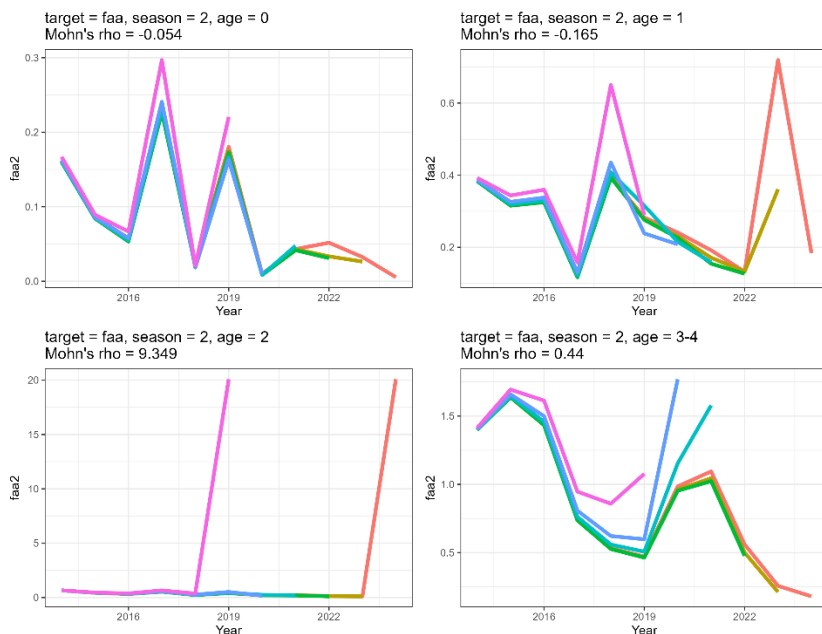 target = faa, season = 2, age = 0
Mohn's rho = -0.054
0.3
0.2
0.1
0.0
faa2
2016
2019
2022
Year
target = faa, season = 2, age = 1
Mohn's rho = -0.165
0.6
0.4
0.2
faa2
2016
2019
2022
Year
target = faa, season = 2, age = 2
Mohn's rho = 9.349
20
15
10
5
0
faa2
2016
2019
2022
Year
target = faa, season = 2, age = 3-4
Mohn's rho = 0.44
1.5
1.0
0.5
faa2
2016
2019
2022
Year